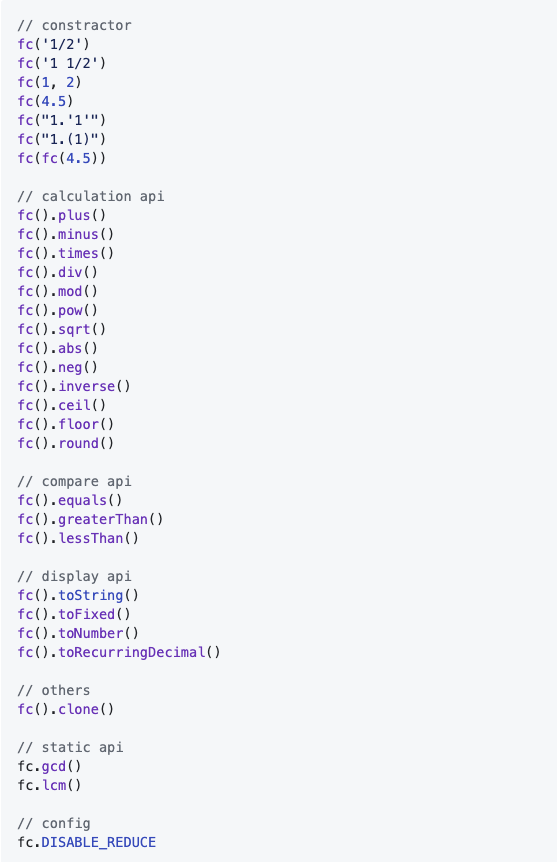 // constractor
fc('1/2')
fc('1 1/2')
fc(1, 2)
fc(4.5)
fc("1.'1'")
fc("1.(1)")
fc(fc(4.5))
// calculation api
fc().plus()
fc().minus()
fc().times()
fc().div()
fc().mod()
fc().pow()
fc().sqrt()
fc().abs()
fc().neg()
fc().inverse()
fc().ceil()
fc().floor()
fc().round()
// compare api
fc().equals()
fc().greaterThan()
fc().lessThan()
// display api
fc().toString()
fc().toFixed()
fc().toNumber()
fc().toRecurringDecimal()
// others
fc().clone()
// static api
fc.gcd()
fc.lcm()
// config
fc.DISABLE_REDUCE